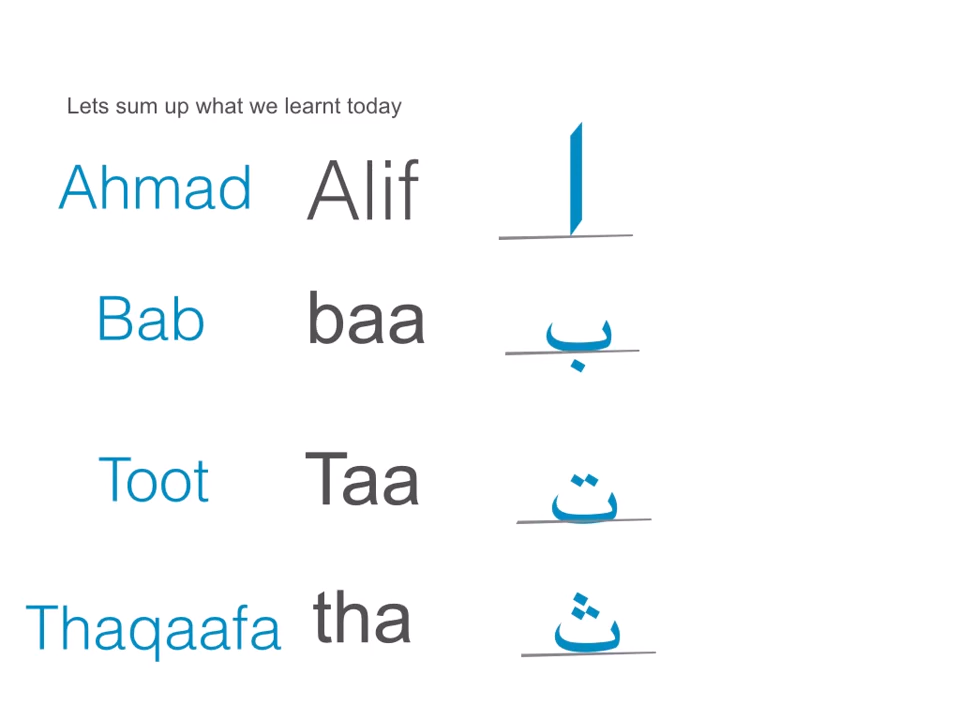 Lets sum up what we learnt today
Ahmad Alif ا
Bab baa ب
Toot Taa ت
Thaqaafa tha ث